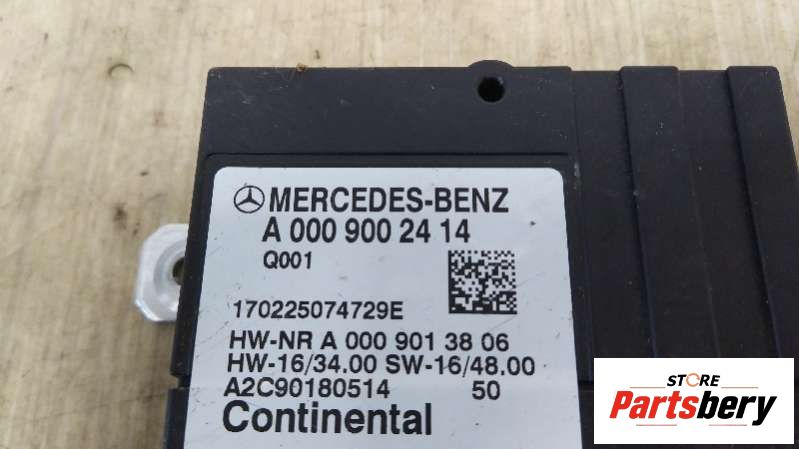 MERCEDES-BENZ
A 000 900 24 14
Q001
170225074729E
HW-NR A 000 901 38 06
HW-16/34.00 SW-16/48.00
A2C90180514 50
Continental
STORE
Partsbery